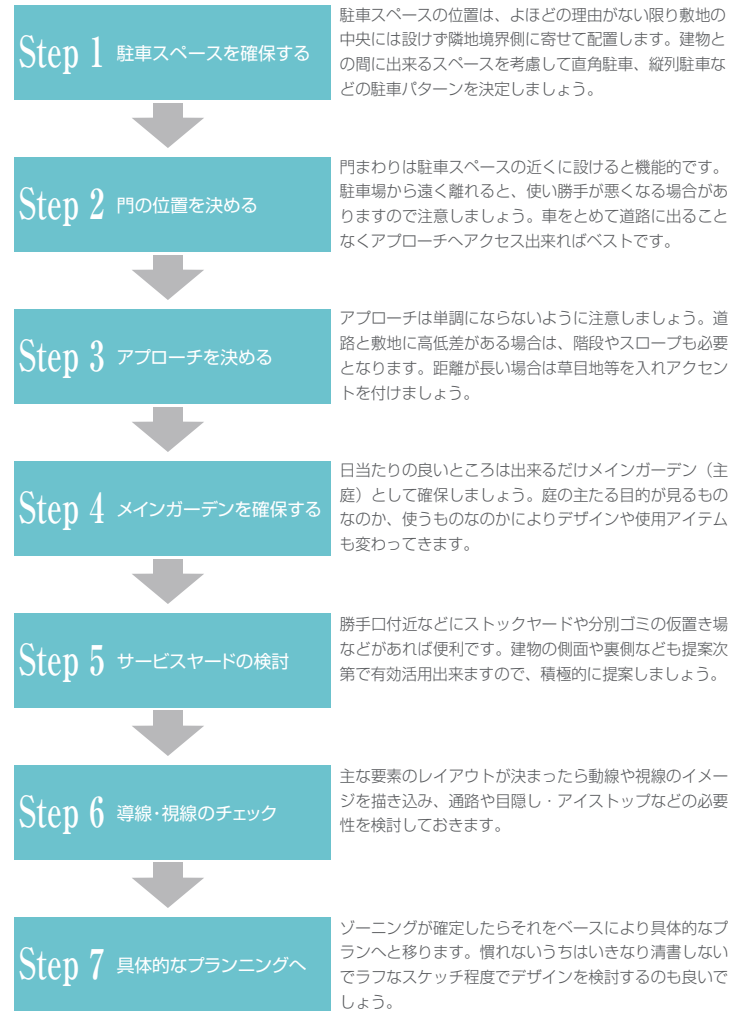 Step 1 駐車スペースを確保する
駐車スペースの位置は、よほどの理由がない限り敷地の
中央には設けず隣地境界側に寄せて配置します。建物と
の間に出来るスペースを考慮して直角駐車、縦列駐車な
どの駐車パターンを決定しましょう。
Step 2 門の位置を決める
門まわりは駐車スペースの近くに設けると機能的です。
駐車場から遠く離れると、使い勝手が悪くなる場合があ
りますので注意しましょう。車をとめて道路に出ること
なくアプローチへアクセス出来ればベストです。
Step 3 アプローチを決める
アプローチは単調にならないように注意しましょう。道
路と敷地に高低差がある場合は、階段やスロープも必要
となります。距離が長い場合は草目地等を入れアクセン
トを付けましょう。
Step 4 メインガーデンを確保する
日当たりの良いところは出来るだけメインガーデン（主
庭）として確保しましょう。庭の主たる目的が見るもの
なのか、使うものなのかによりデザインや使用アイテム
も変わってきます。
Step 5 サービスヤードの検討
勝手口付近などにストックヤードや分別ゴミの仮置き場
などがあれば便利です。建物の側面や裏側なども提案次
第で有効活用出来ますので、積極的に提案しましょう。
Step 6 導線・視線のチェック
主な要素のレイアウトが決まったら動線や視線のイメー
ジを描き込み、通路や目隠し・アイストップなどの必要
性を検討しておきます。
Step 7 具体的なプランニングへ
ゾーニングが確定したらそれをベースにより具体的なプ
ランへと移ります。慣れないうちはいきなり清書しない
でラフなスケッチ程度でデザインを検討するのも良いで
しょう。